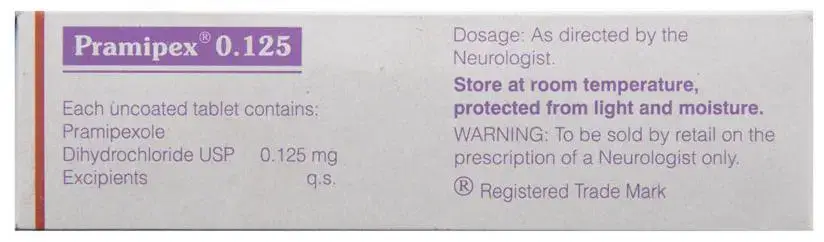 Pramipex® 0.125
Each uncoated tablet contains:
Pramipexole
Dihydrochloride USP 0.125 mg
Excipients q.s.
Dosage: As directed by the
Neurologist.
Store at room temperature,
protected from light and moisture.
WARNING: To be sold by retail on the
prescription of a Neurologist only.
® Registered Trade Mark